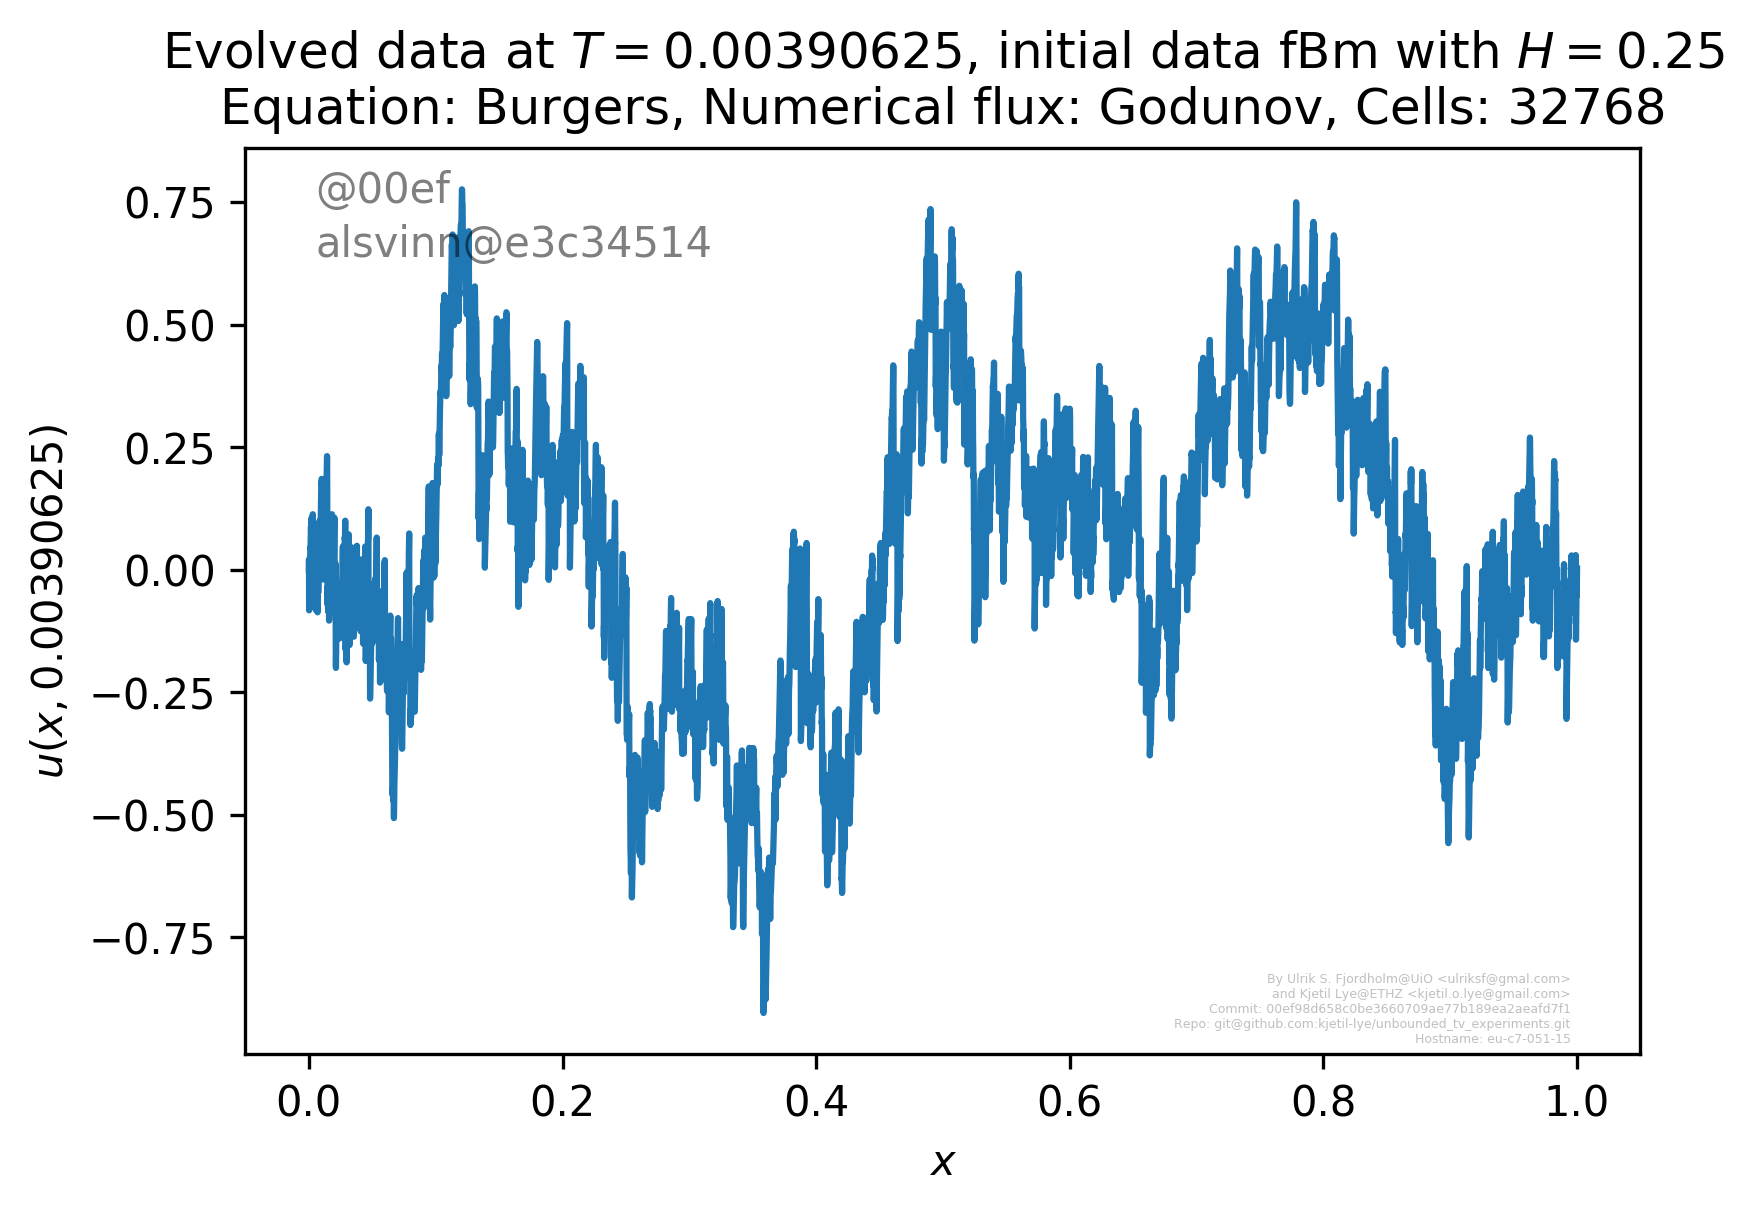 Evolved data at T = 0.00390625, initial data fBm with H = 0.25
Equation: Burgers, Numerical flux: Godunov, Cells: 32768
@00ef
alsvinn@e3c34514
0.75
0.50
0.25
0.00
−0.25
−0.50
−0.75
u(x, 0.00390625)
By Ulrik S. Fjordholm@UiO <ulriksf@gmal.com>
and Kjetil Lye@ETHZ <kjetil.o.lye@gmail.com>
Commit: 00ef98d658c0be3660709ae77b189ea2aeafd7f1
Repo: git@github.com:kjetil-lye/unbounded_tv_experiments.git
Hostname: eu-c7-051-15
0.0 0.2 0.4 0.6 0.8 1.0
x